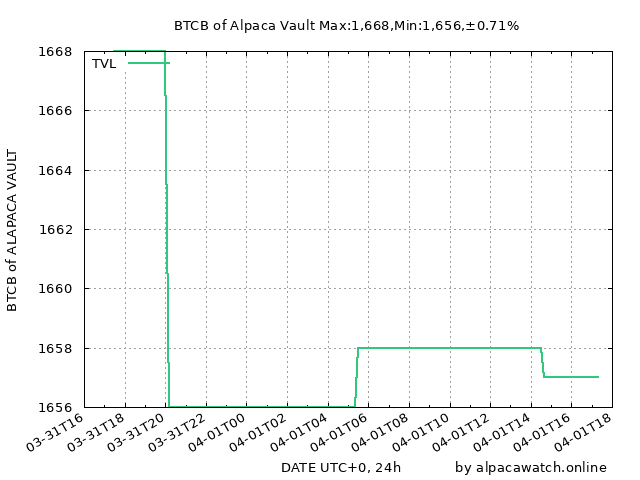 BTCB of Alpaca Vault Max:1,668,Min:1,656,±0.71%
TVL
BTCB of ALAPACA VAULT
1668
1666
1664
1662
1660
1658
1656
03-31T16
03-31T18
03-31T20
03-31T22
04-01T00
04-01T02
04-01T04
04-01T06
04-01T08
04-01T10
04-01T12
04-01T14
04-01T16
04-01T18
DATE UTC+0, 24h
by alpacawatch.online